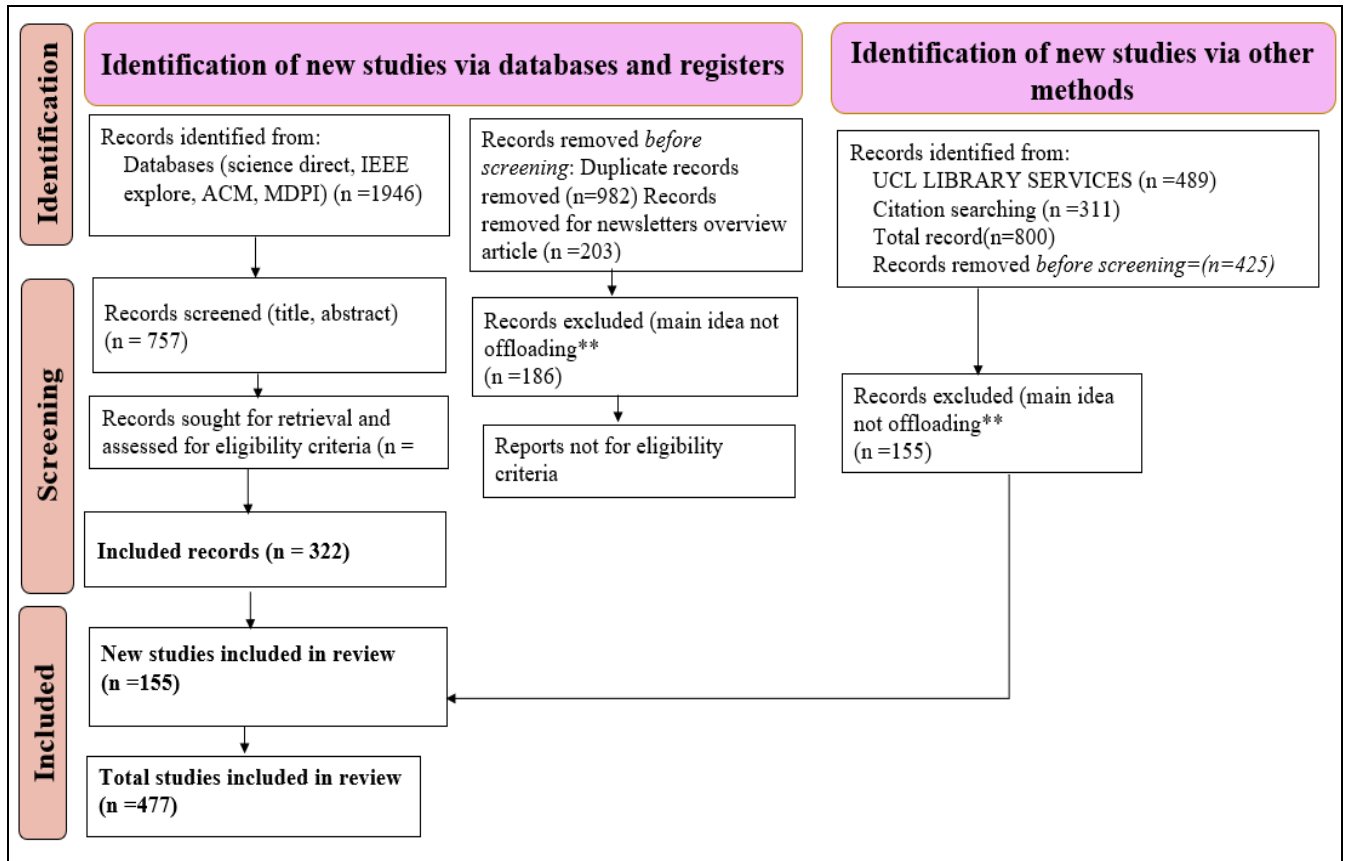 Identification
Identification of new studies via databases and registers
Identification of new studies via other
methods
Records identified from:
Databases (science direct, IEEE
explore, ACM, MDPI) (n =1946)
Records removed before
screening: Duplicate records
removed (n=982) Records
removed for newsletters overview
article (n =203)
Records identified from:
UCL LIBRARY SERVICES (n =489)
Citation searching (n =311)
Total record(n=800)
Records removed before screening=(n=425)
Screening
Records screened (title, abstract)
(n = 757)
Records excluded (main idea not
offloading**
(n =186)
Records excluded (main idea
not offloading**
(n =155)
Records sought for retrieval and
assessed for eligibility criteria (n =
Reports not for eligibility
criteria
Included records (n = 322)
Included
New studies included in review
(n =155)
Total studies included in review
(n =477)